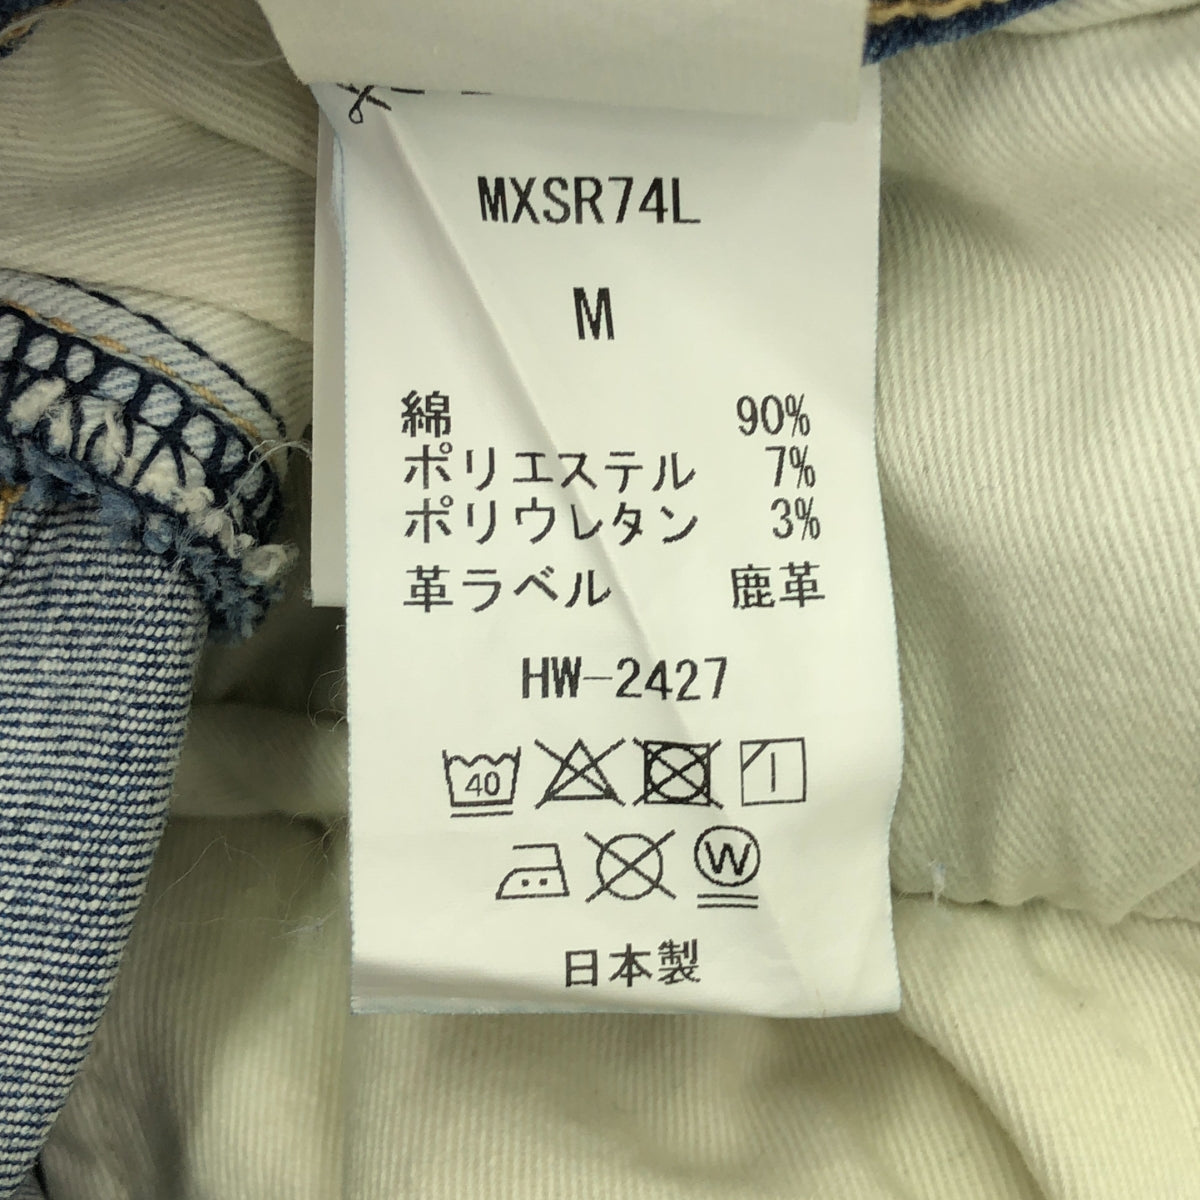 MXSR74L
M
綿 90%
ポリエステル 7%
ポリウレタン 3%
革ラベル 鹿革
HW-2427
40
W
日本製